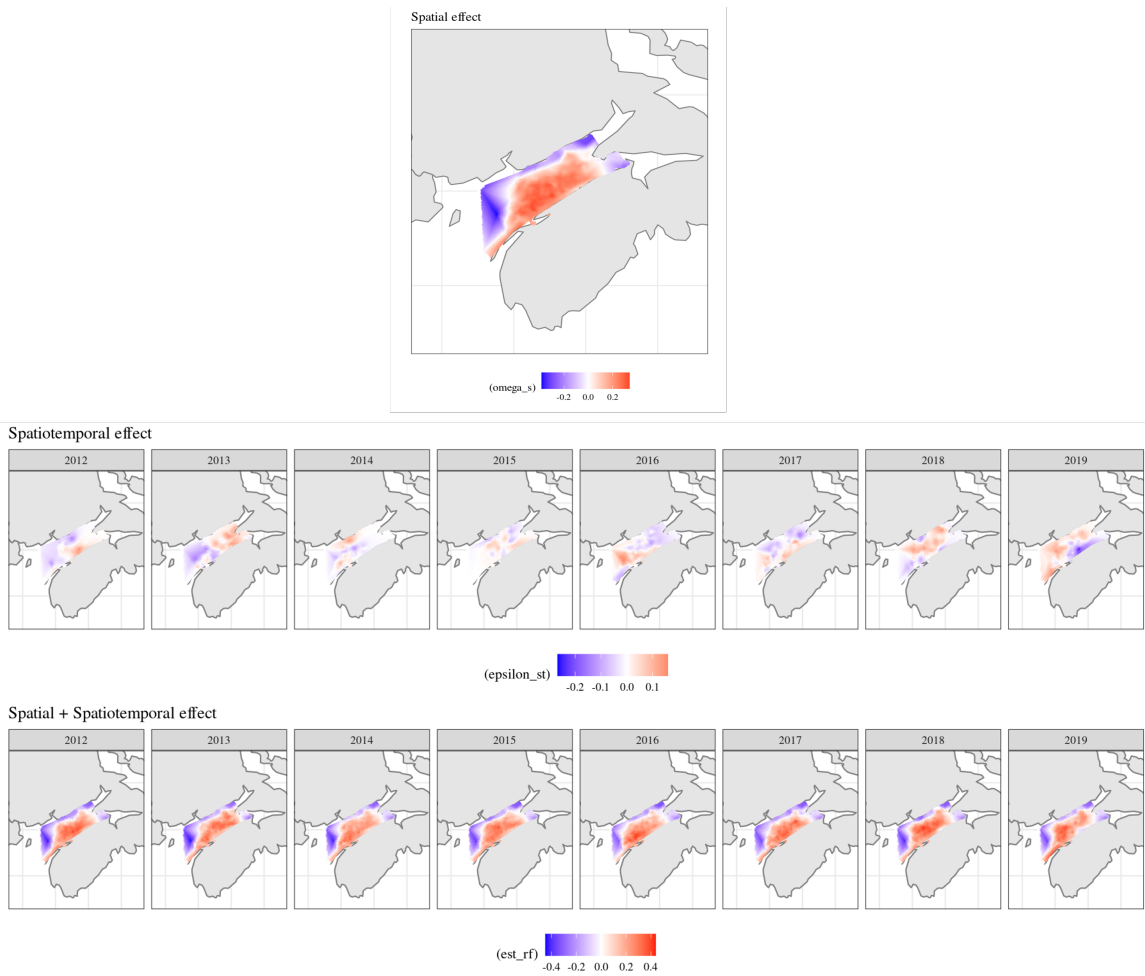 Spatial effect
(omega_s)
-0.2 0.0 0.2
Spatiotemporal effect
2012 2013 2014 2015 2016 2017 2018 2019
(epsilon_st)
-0.2 -0.1 0.0 0.1
Spatial + Spatiotemporal effect
2012 2013 2014 2015 2016 2017 2018 2019
(est_rf)
-0.4 -0.2 0.0 0.2 0.4